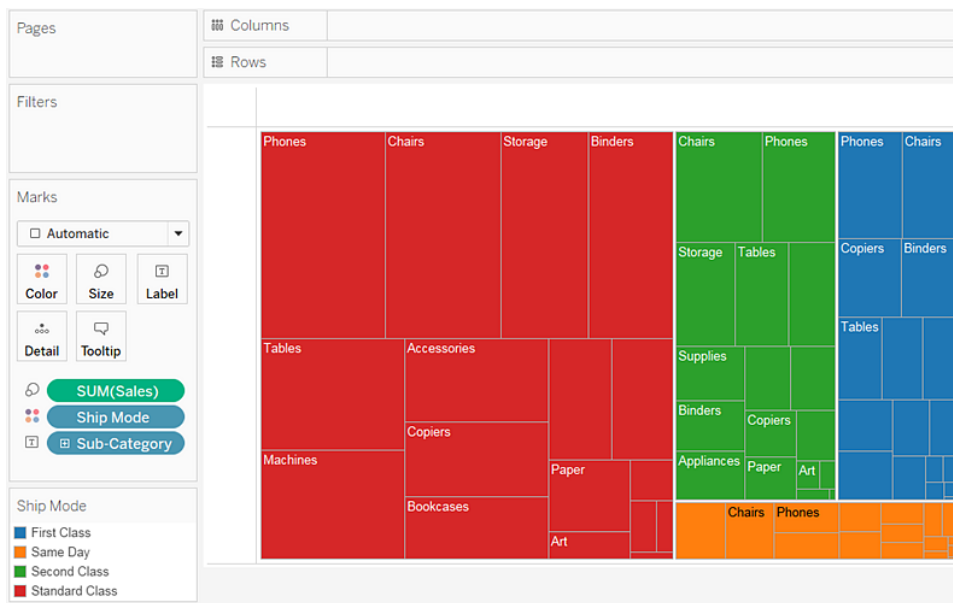 Pages
Columns
Rows
Filters
Marks
Automatic
Color
Size
Label
Detail
Tooltip
SUM(Sales)
Ship Mode
Sub-Category
Ship Mode
First Class
Same Day
Second Class
Standard Class
Phones
Chairs
Storage
Binders
Tables
Accessories
Machines
Copiers
Bookcases
Paper
Art
Chairs
Phones
Storage
Tables
Supplies
Binders
Copiers
Appliances
Paper
Art
Phones
Chairs
Copiers
Binders
Tables
Chairs
Phones